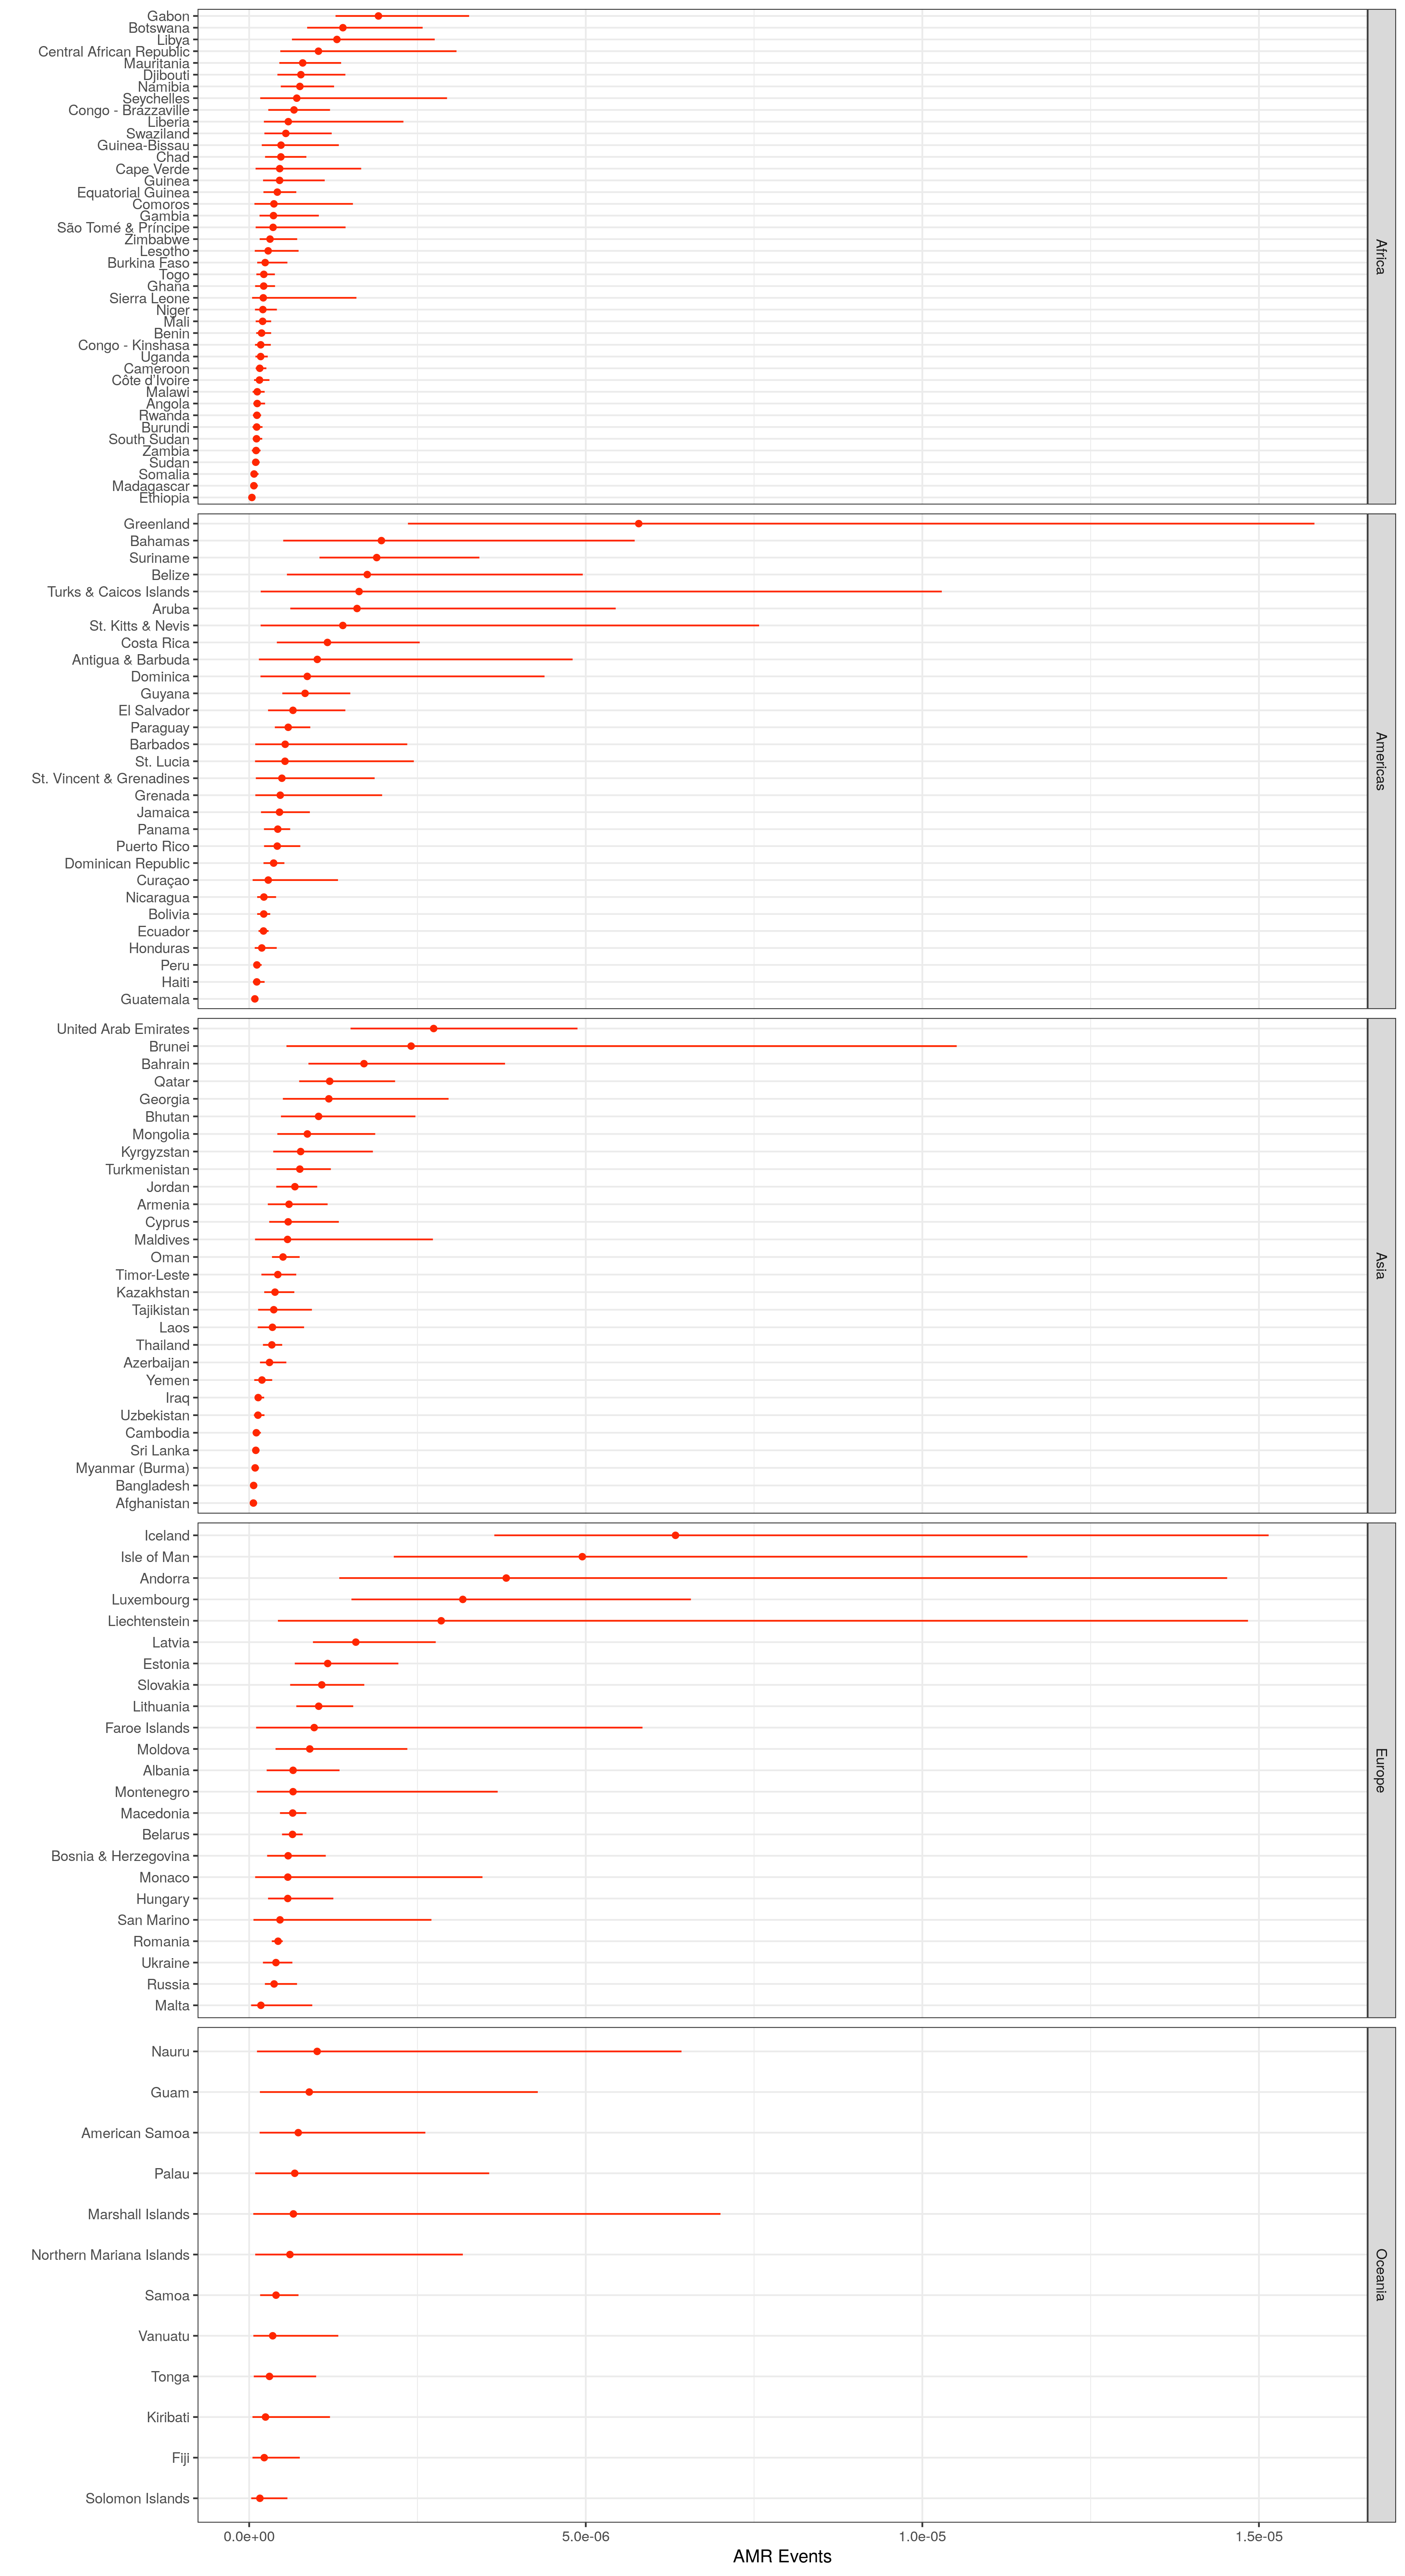 Gabon
Botswana
Libya
Central African Republic
Mauritania
Djibouti
Namibia
Seychelles
Congo - Brazzaville
Liberia
Swaziland
Guinea-Bissau
Chad
Cape Verde
Guinea
Equatorial Guinea
Comoros
Gambia
São Tomé & Príncipe
Zimbabwe
Lesotho
Burkina Faso
Togo
Ghana
Sierra Leone
Niger
Mali
Benin
Congo - Kinshasa
Uganda
Cameroon
Côte d'Ivoire
Malawi
Angola
Rwanda
Burundi
South Sudan
Zambia
Sudan
Somalia
Madagascar
Ethiopia
Africa
Greenland
Bahamas
Suriname
Belize
Turks & Caicos Islands
Aruba
St. Kitts & Nevis
Costa Rica
Antigua & Barbuda
Dominica
Guyana
El Salvador
Paraguay
Barbados
St. Lucia
St. Vincent & Grenadines
Grenada
Jamaica
Panama
Puerto Rico
Dominican Republic
Curaçao
Nicaragua
Bolivia
Ecuador
Honduras
Peru
Haiti
Guatemala
Americas
United Arab Emirates
Brunei
Bahrain
Qatar
Georgia
Bhutan
Mongolia
Kyrgyzstan
Turkmenistan
Jordan
Armenia
Cyprus
Maldives
Oman
Timor-Leste
Kazakhstan
Tajikistan
Laos
Thailand
Azerbaijan
Yemen
Iraq
Uzbekistan
Cambodia
Sri Lanka
Myanmar (Burma)
Bangladesh
Afghanistan
Asia
Iceland
Isle of Man
Andorra
Luxembourg
Liechtenstein
Latvia
Estonia
Slovakia
Lithuania
Faroe Islands
Moldova
Albania
Montenegro
Macedonia
Belarus
Bosnia & Herzegovina
Monaco
Hungary
San Marino
Romania
Ukraine
Russia
Malta
Europe
Nauru
Guam
American Samoa
Palau
Marshall Islands
Northern Mariana Islands
Samoa
Vanuatu
Tonga
Kiribati
Fiji
Solomon Islands
Oceania
0.0e+00 5.0e-06 1.0e-05 1.5e-05
AMR Events